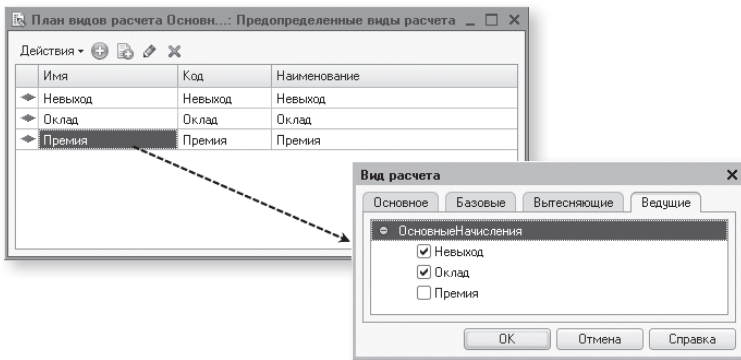 План видов расчета Основн...: Предопределенные виды расчета
Действия
Имя Код Наименование
Невыход Невыход Невыход
Оклад Оклад Оклад
Премия Премия Премия
Вид расчета
Основное Базовые Вытесняющие Ведущие
ОсновныеНачисления
Невыход
Оклад
Премия
OK Отмена Справка